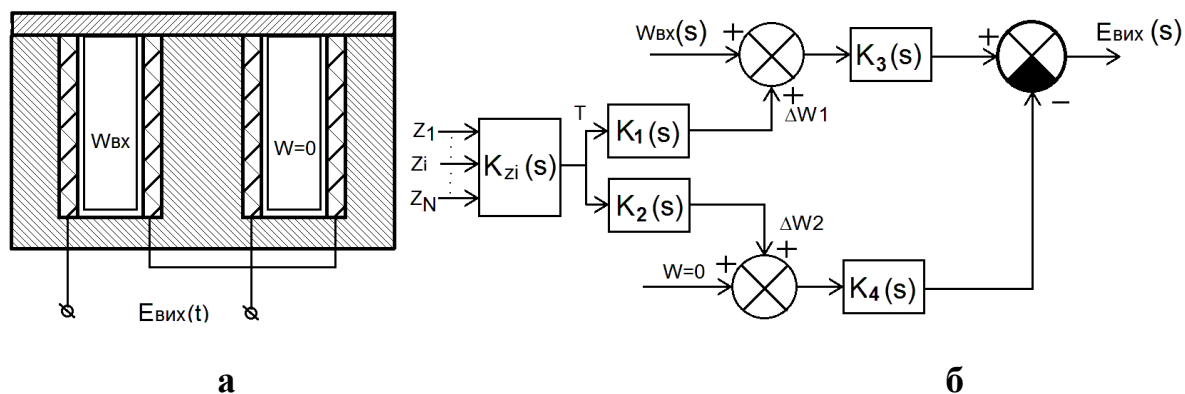 Wвх
W=0
Eвих(t)
а
Wвх(s)
+
+
ΔW1
K3(s)
+
Eвих(s)
−
T
K1(s)
Z1
Zi
ZN
Kzi(s)
K2(s)
ΔW2
+
W=0
+
K4(s)
б